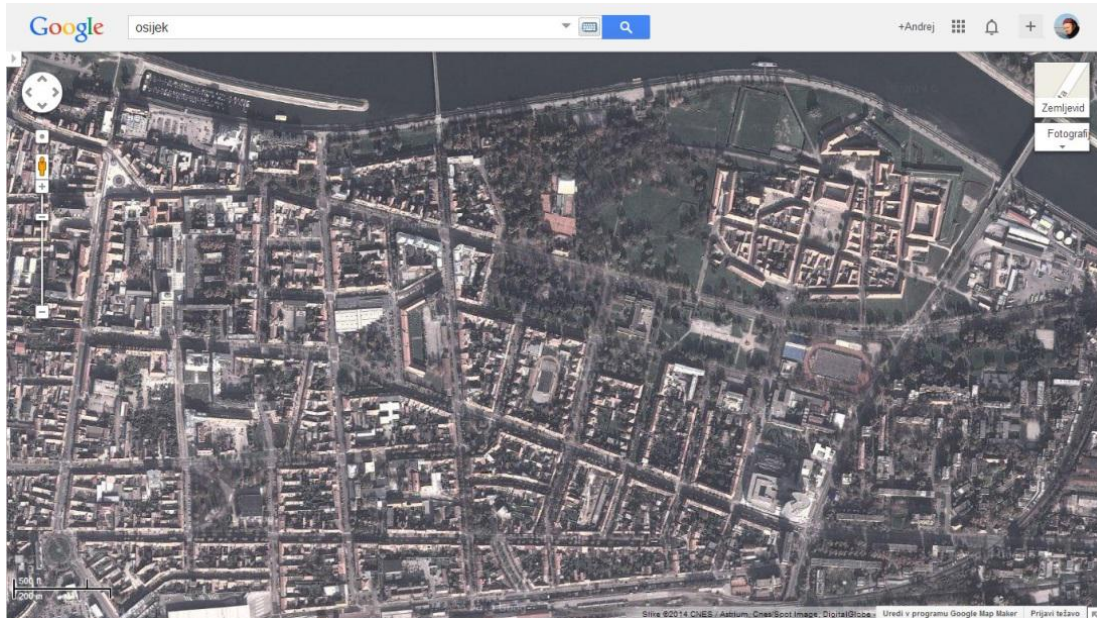 Google
osijek
+Andrej
Zemljevid
Fotografij
500 ft
200 m
Slike ©2014 CNES / Astrium, Cnes/Spot Image, DigitalGlobe
Uredi v programu Google Map Maker
Prijavi težavo